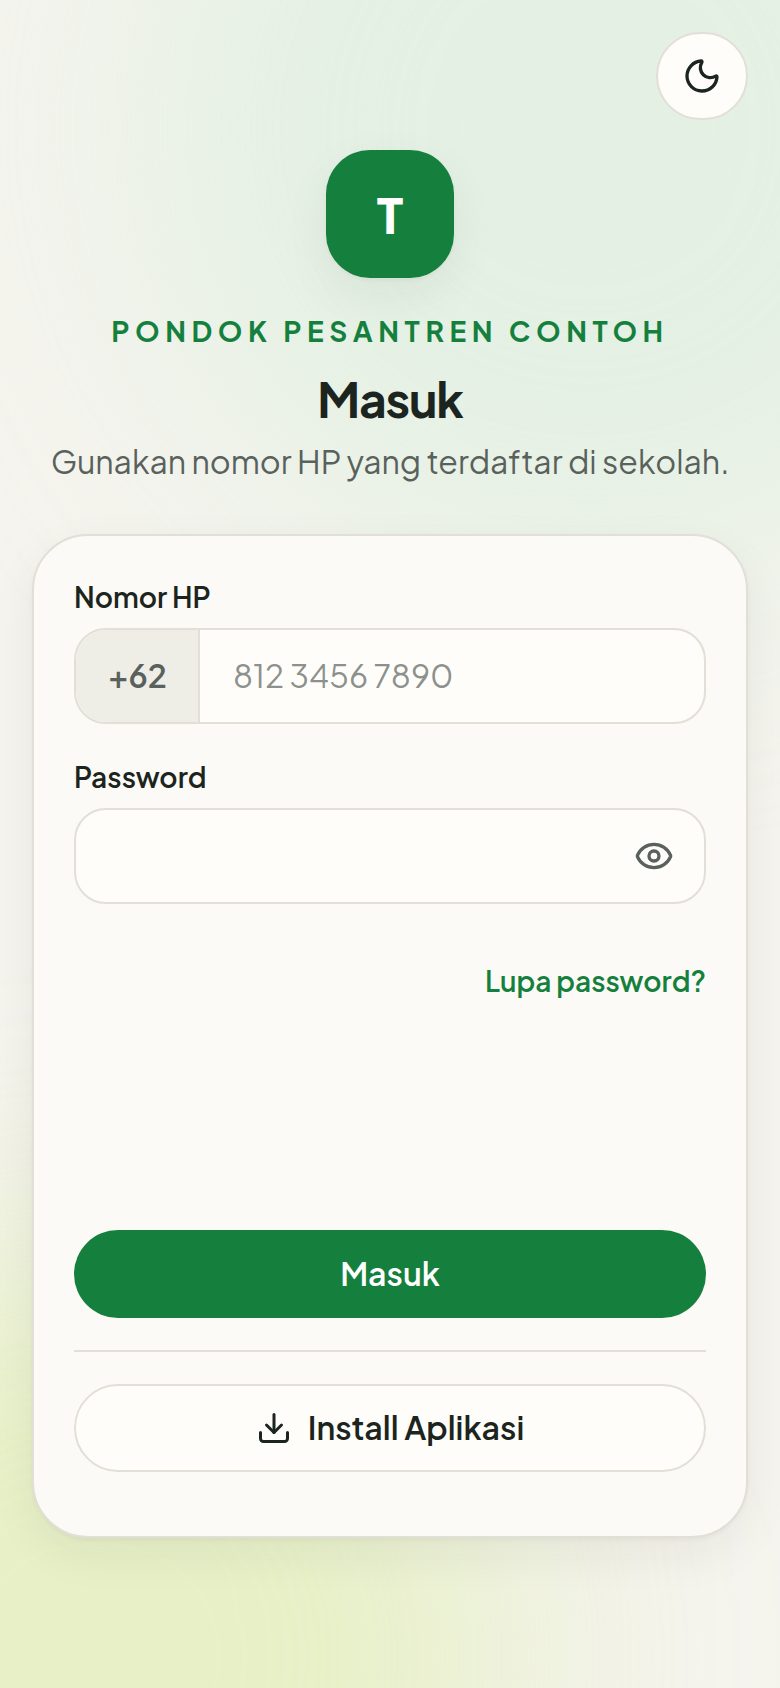 T
PONDOK PESANTREN CONTOH
Masuk
Gunakan nomor HP yang terdaftar di sekolah.
Nomor HP
+62 812 3456 7890
Password
Lupa password?
Masuk
Install Aplikasi